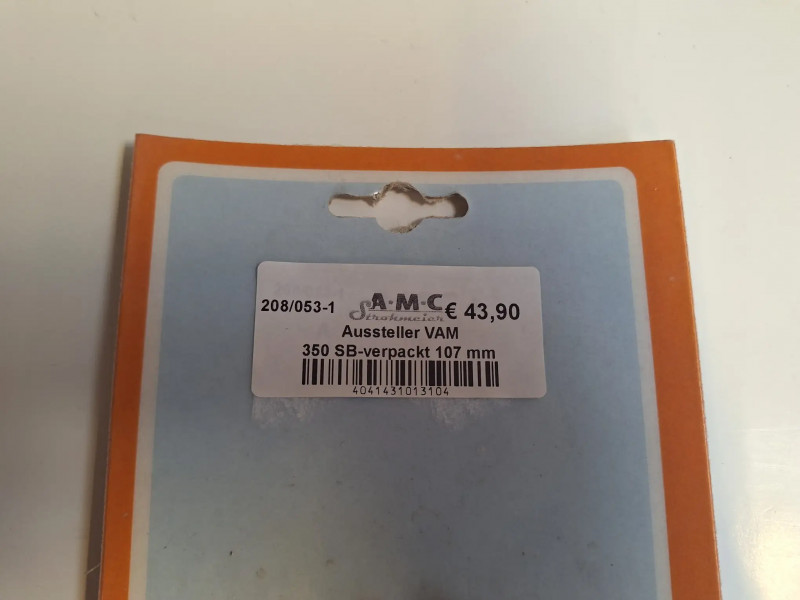 208/053-1 A·M·C € 43,90
Strohmeier
Aussteller VAM
350 SB-verpackt 107 mm
4041431013104